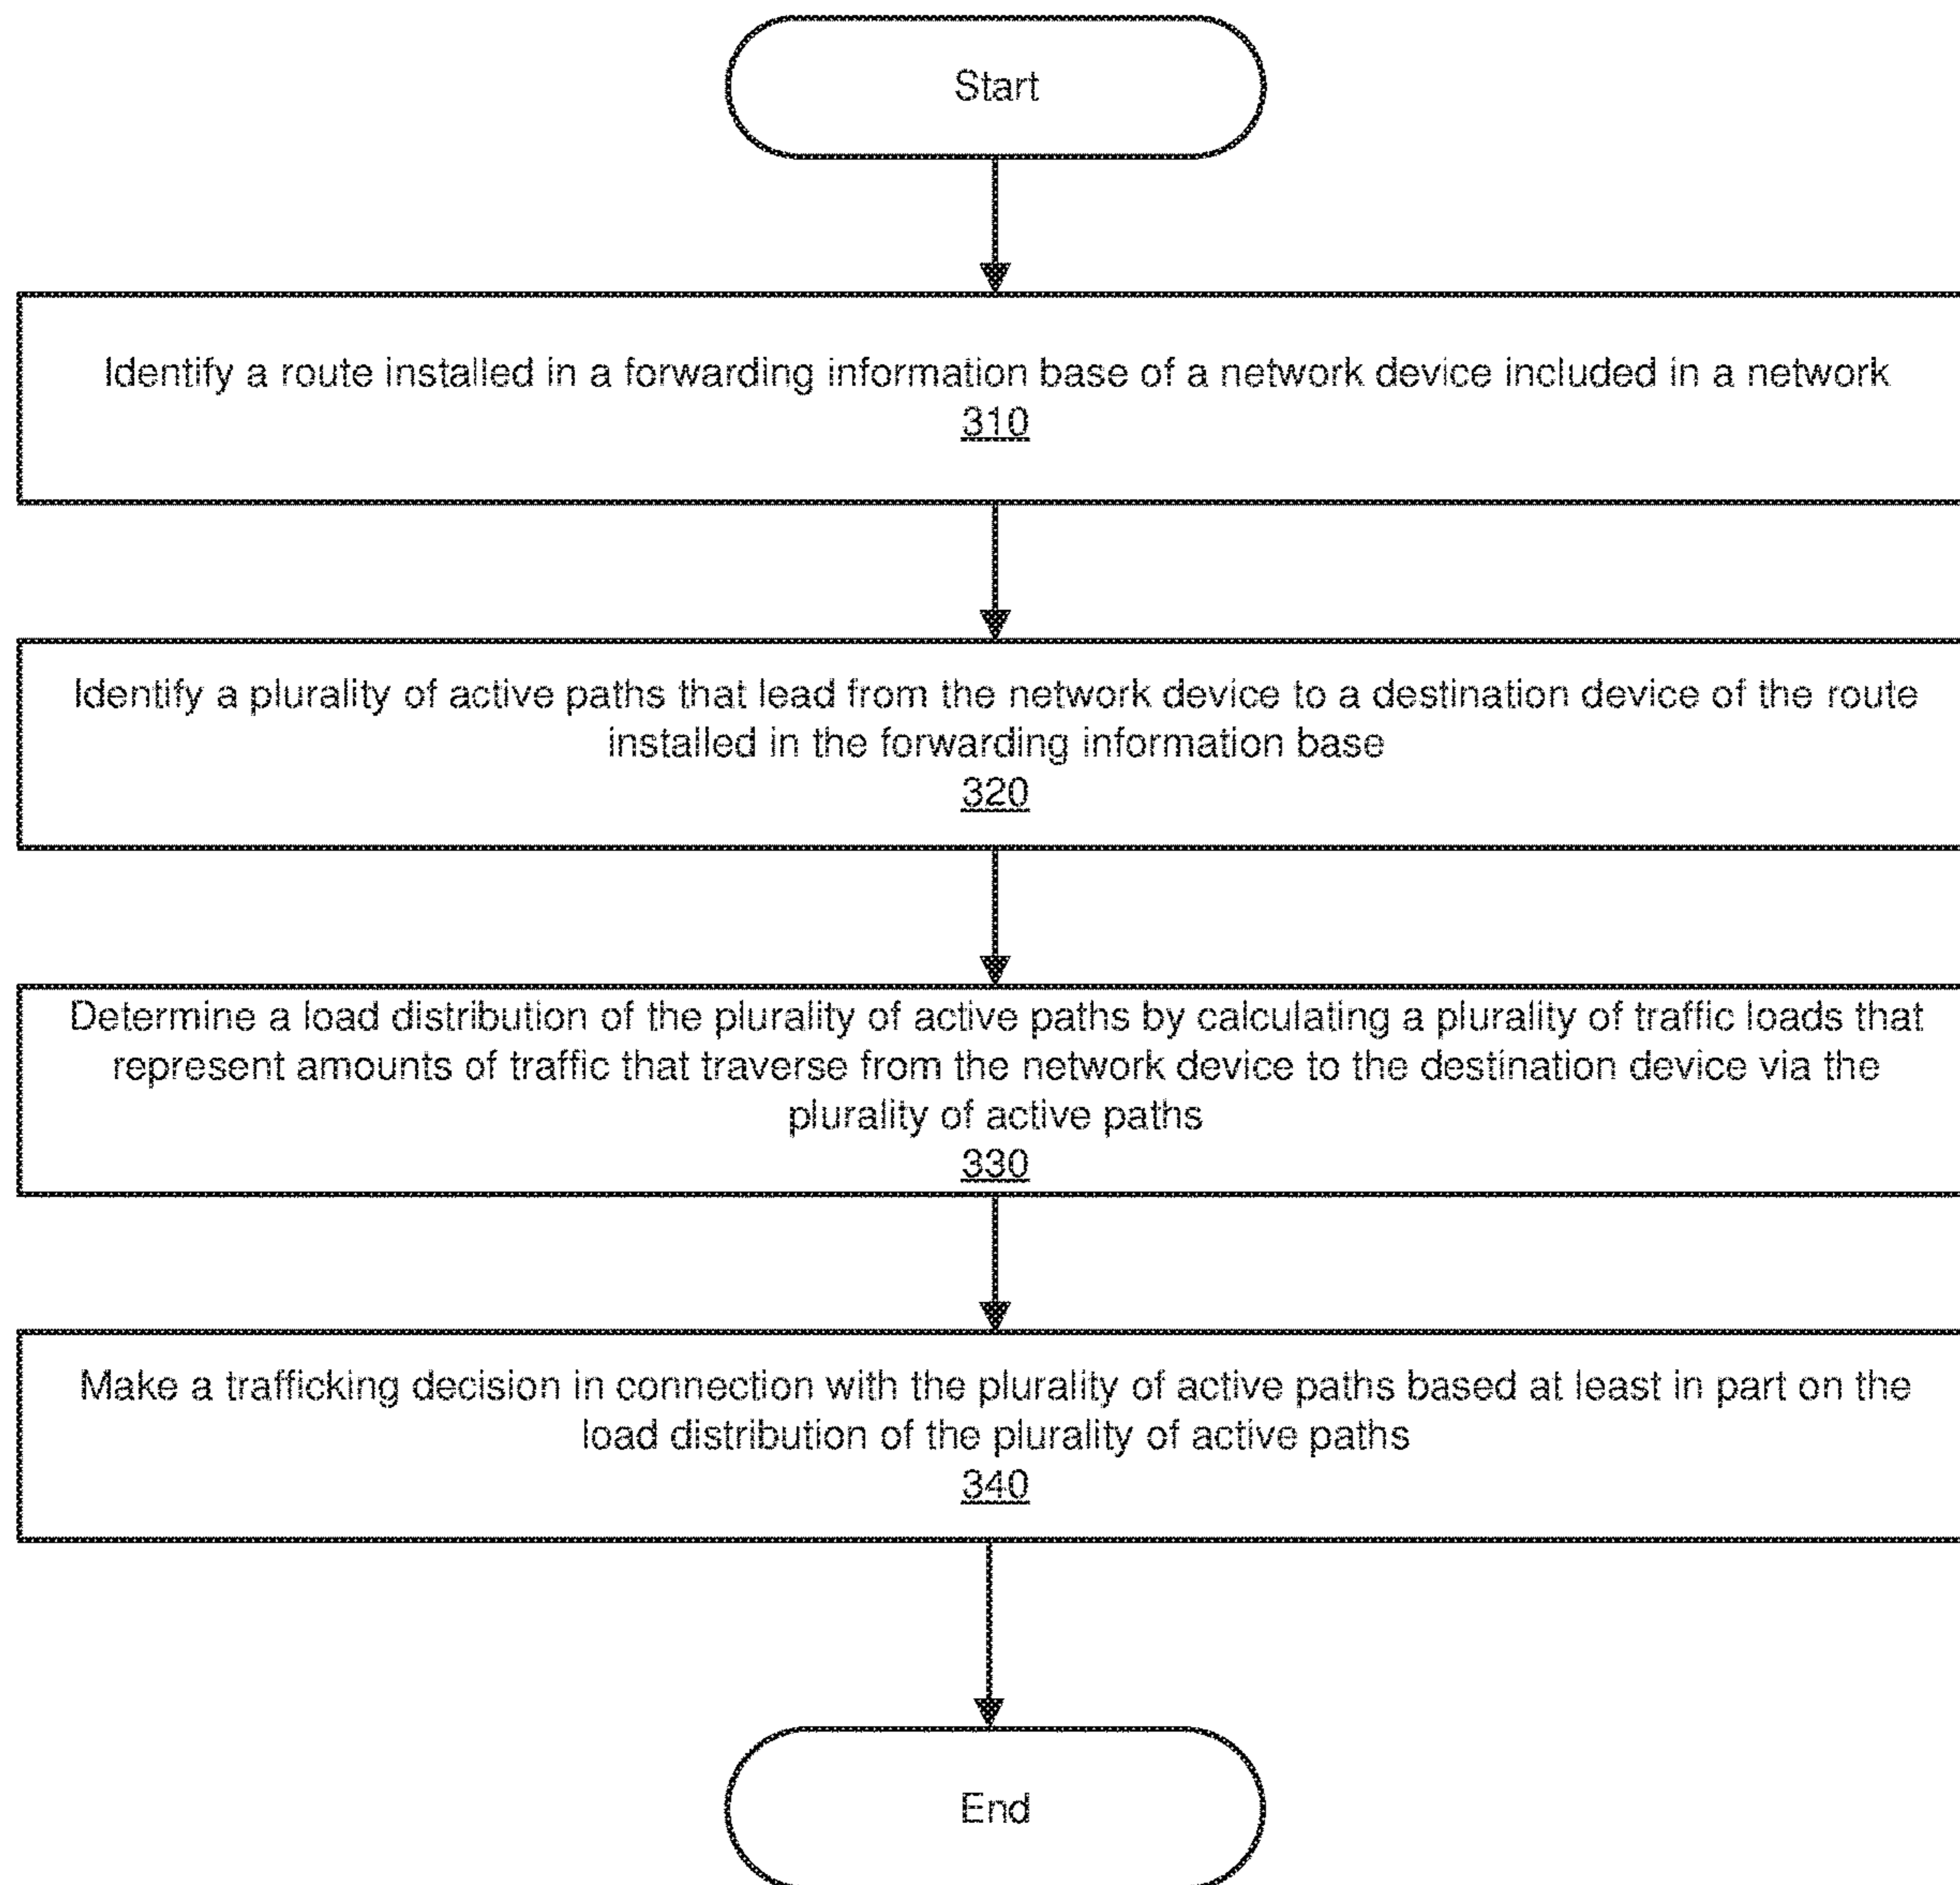 Start
Identify a route installed in a forwarding information base of a network device included in a network
310
Identify a plurality of active paths that lead from the network device to a destination device of the route
installed in the forwarding information base
320
Determine a load distribution of the plurality of active paths by calculating a plurality of traffic loads that
represent amounts of traffic that traverse from the network device to the destination device via the
plurality of active paths
330
Make a trafficking decision in connection with the plurality of active paths based at least in part on the
load distribution of the plurality of active paths
340
End